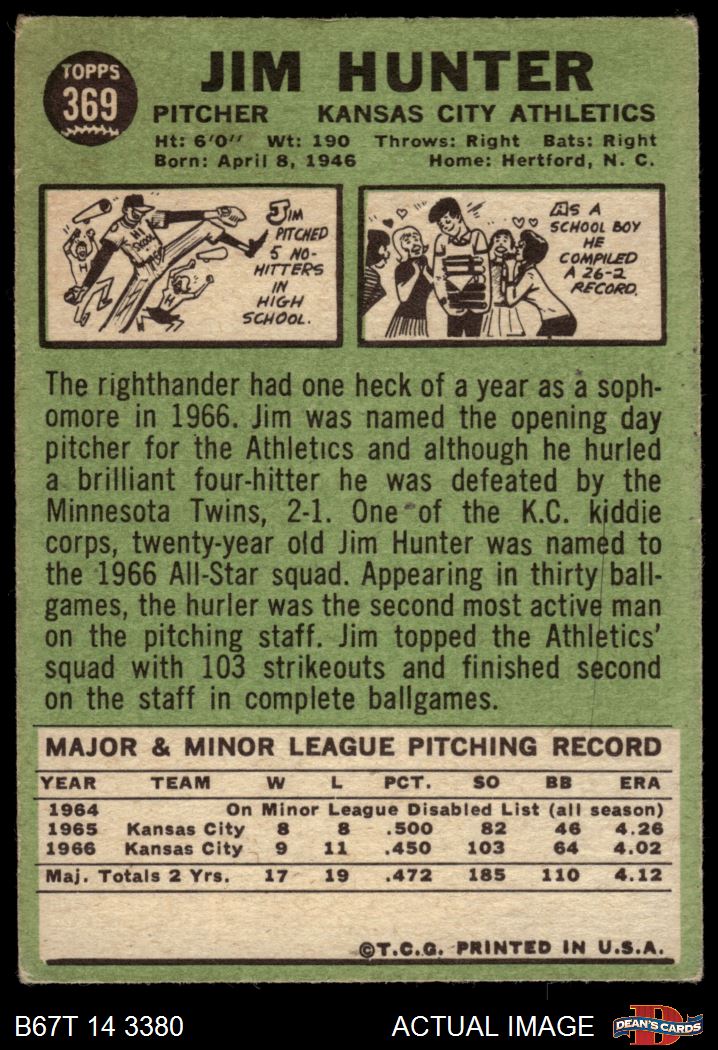 TOPPS
369
JIM HUNTER
PITCHER KANSAS CITY ATHLETICS
Ht: 6'0" Wt: 190 Throws: Right Bats: Right
Born: April 8, 1946 Home: Hertford, N. C.
JIM
PITCHED
5 NO-
HITTERS
IN
HIGH
SCHOOL.
HI
SCHOOL
H
H
AS A
SCHOOL BOY
HE
COMPILED
A 26-2
RECORD.
The righthander had one heck of a year as a soph-
omore in 1966. Jim was named the opening day
pitcher for the Athletics and although he hurled
a brilliant four-hitter he was defeated by the
Minnesota Twins, 2-1. One of the K.C. kiddie
corps, twenty-year old Jim Hunter was named to
the 1966 All-Star squad. Appearing in thirty ball-
games, the hurler was the second most active man
on the pitching staff. Jim topped the Athletics'
squad with 103 strikeouts and finished second
on the staff in complete ballgames.
MAJOR & MINOR LEAGUE PITCHING RECORD
YEAR TEAM W L PCT. SO BB ERA
1964 On Minor League Disabled List (all season)
1965 Kansas City 8 8 .500 82 46 4.26
1966 Kansas City 9 11 .450 103 64 4.02
Maj. Totals 2 Yrs. 17 19 .472 185 110 4.12
©T.C.G. PRINTED IN U.S.A.
B67T 14 3380 ACTUAL IMAGE
DEAN'S CARDS